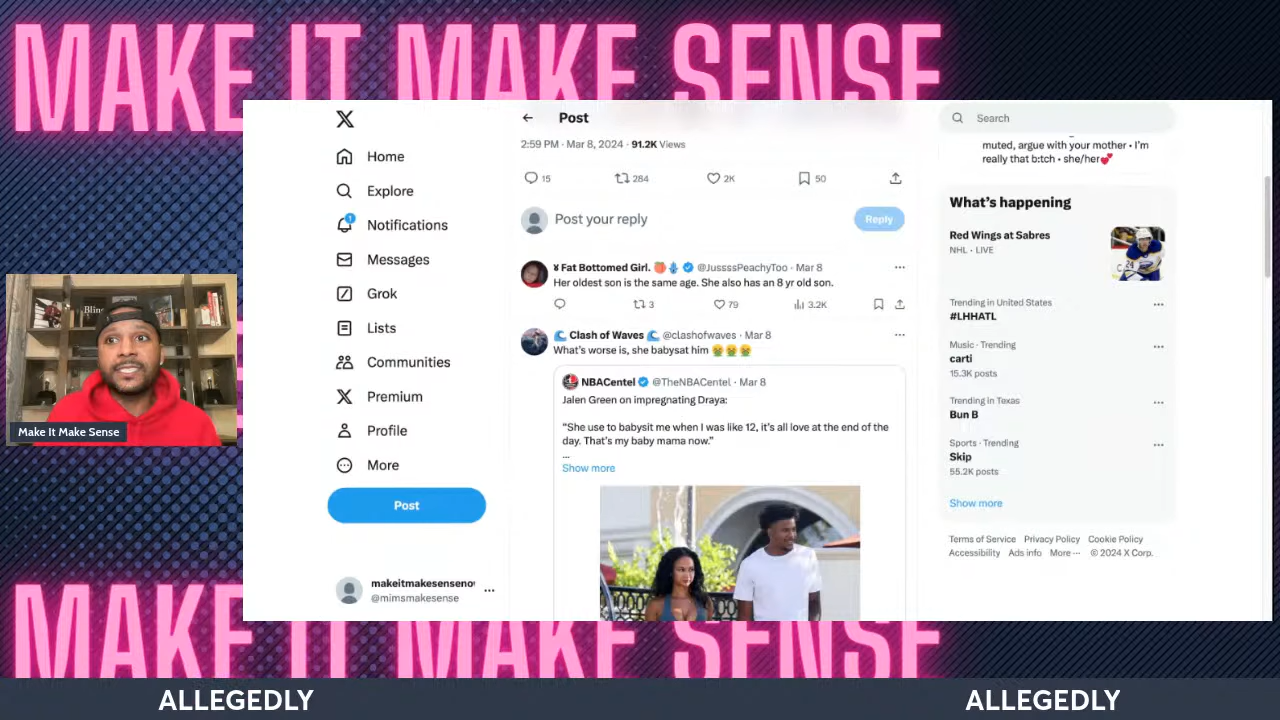 MAKE IT MAKE SENSE
X
Home
Explore
1
Notifications
Messages
Grok
Lists
Communities
Premium
Profile
More
Post
makeitmakesenseno
@mimsmakesense
Post
2:59 PM · Mar 8, 2024 · 91.2K Views
15 284 2K 50
Post your reply
Reply
¥ Fat Bottomed Girl. 🍑 @JussssPeachyToo · Mar 8
Her oldest son is the same age. She also has an 8 yr old son.
3 79 3.2K
🌊 Clash of Waves 🌊 @clashofwaves · Mar 8
What's worse is, she babysat him 🤮🤮🤮
NBACentel @TheNBACentel · Mar 8
Jalen Green on impregnating Draya:
"She use to babysit me when I was like 12, it's all love at the end of the
day. That's my baby mama now."
...
Show more
Search
muted, argue with your mother • I'm
really that b:tch • she/her💕
What's happening
Red Wings at Sabres
NHL · LIVE
Trending in United States
#LHHATL
Music · Trending
carti
15.3K posts
Trending in Texas
Bun B
Sports · Trending
Skip
55.2K posts
Show more
Terms of Service Privacy Policy Cookie Policy
Accessibility Ads info More ··· © 2024 X Corp.
Make It Make Sense
MAKE IT MAKE SENSE
ALLEGEDLY ALLEGEDLY